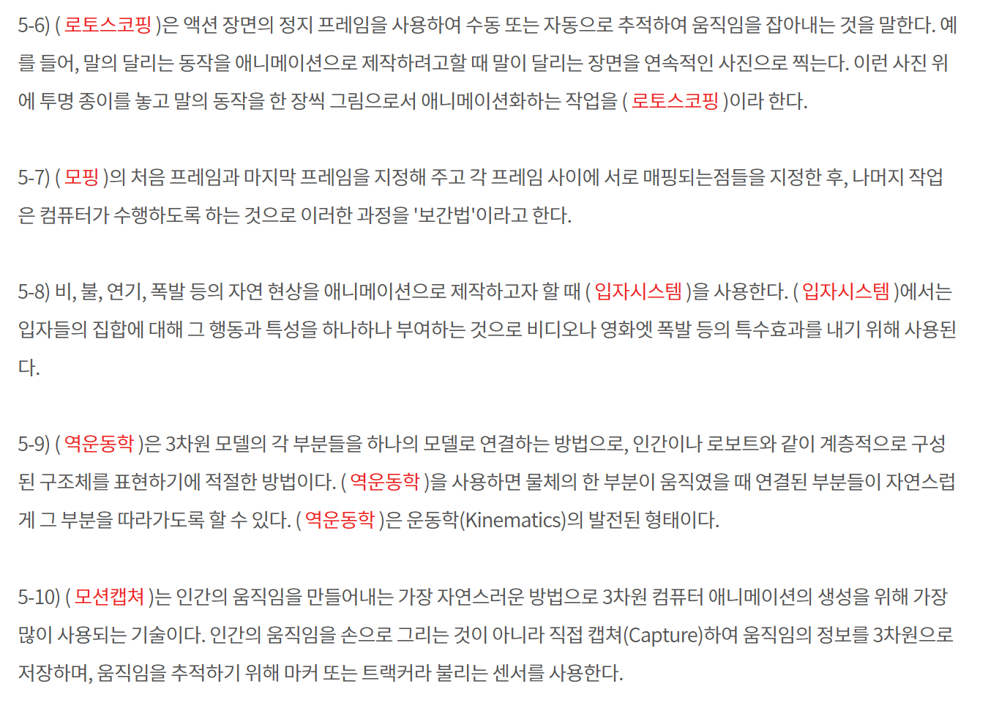 5-6) ( 로토스코핑 )은 액션 장면의 정지 프레임을 사용하여 수동 또는 자동으로 추적하여 움직임을 잡아내는 것을 말한다. 예
를 들어, 말의 달리는 동작을 애니메이션으로 제작하려고할 때 말이 달리는 장면을 연속적인 사진으로 찍는다. 이런 사진 위
에 투명 종이를 놓고 말의 동작을 한 장씩 그림으로서 애니메이션화하는 작업을 ( 로토스코핑 )이라 한다.
5-7) ( 모핑 )의 처음 프레임과 마지막 프레임을 지정해 주고 각 프레임 사이에 서로 매핑되는점들을 지정한 후, 나머지 작업
은 컴퓨터가 수행하도록 하는 것으로 이러한 과정을 '보간법'이라고 한다.
5-8) 비, 불, 연기, 폭발 등의 자연 현상을 애니메이션으로 제작하고자 할 때 ( 입자시스템 )을 사용한다. ( 입자시스템 )에서는
입자들의 집합에 대해 그 행동과 특성을 하나하나 부여하는 것으로 비디오나 영화엣 폭발 등의 특수효과를 내기 위해 사용된
다.
5-9) ( 역운동학 )은 3차원 모델의 각 부분들을 하나의 모델로 연결하는 방법으로, 인간이나 로보트와 같이 계층적으로 구성
된 구조체를 표현하기에 적절한 방법이다. ( 역운동학 )을 사용하면 물체의 한 부분이 움직였을 때 연결된 부분들이 자연스럽
게 그 부분을 따라가도록 할 수 있다. ( 역운동학 )은 운동학(Kinematics)의 발전된 형태이다.
5-10) ( 모션캡쳐 )는 인간의 움직임을 만들어내는 가장 자연스러운 방법으로 3차원 컴퓨터 애니메이션의 생성을 위해 가장
많이 사용되는 기술이다. 인간의 움직임을 손으로 그리는 것이 아니라 직접 캡쳐(Capture)하여 움직임의 정보를 3차원으로
저장하며, 움직임을 추적하기 위해 마커 또는 트랙커라 불리는 센서를 사용한다.